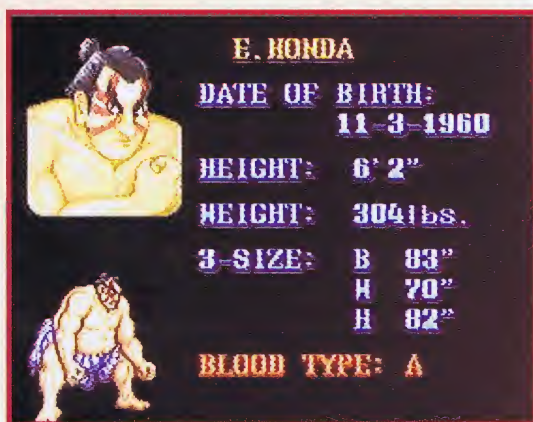 E. HONDA
DATE OF BIRTH:
11-3-1960
HEIGHT: 6' 2"
WEIGHT: 304lbs.
3-SIZE: B 83"
W 70"
H 82"
BLOOD TYPE: A